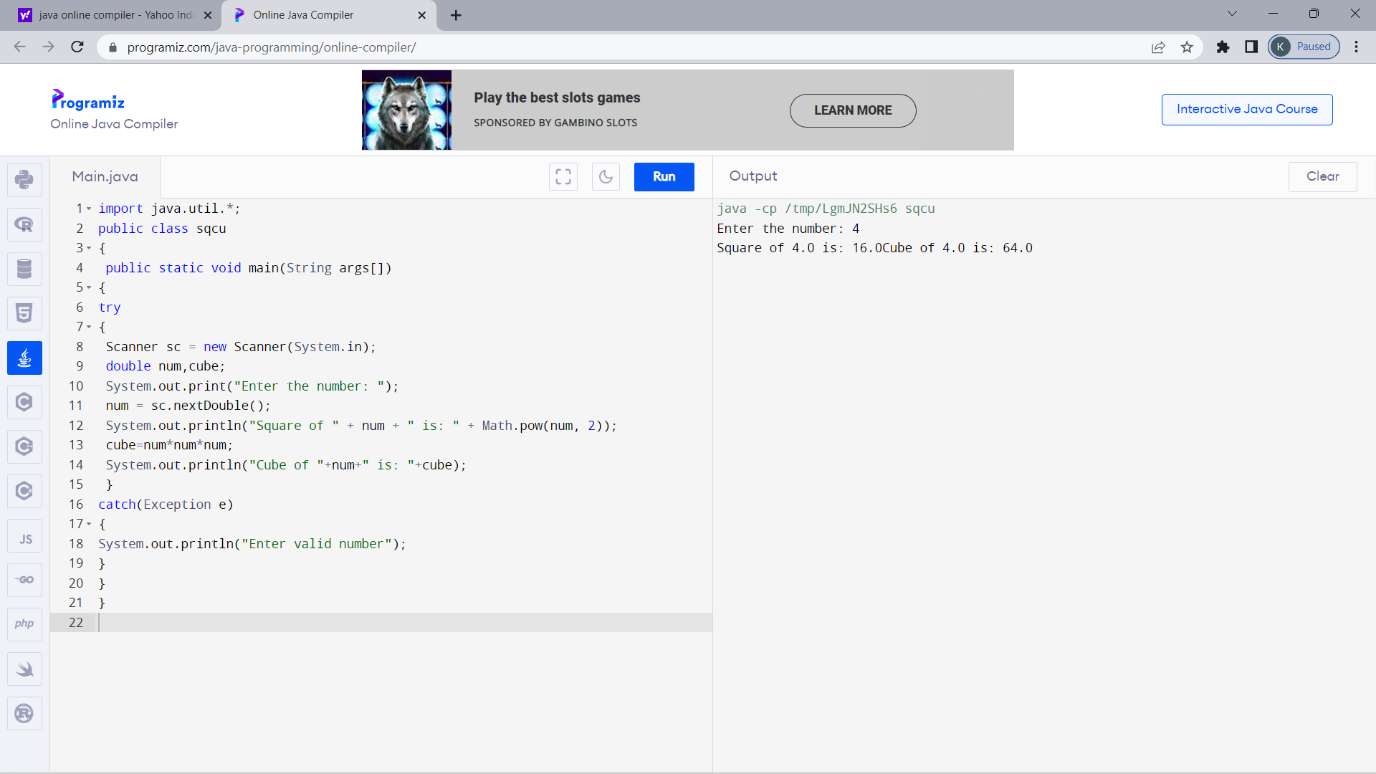 java online compiler - Yahoo Ind
Online Java Compiler
programiz.com/java-programming/online-compiler/
K Paused
Programiz
Online Java Compiler
Play the best slots games
SPONSORED BY GAMBINO SLOTS
LEARN MORE
Interactive Java Course
Main.java
Run
Output
Clear
1 import java.util.*;
2 public class sqcu
3 {
4 public static void main(String args[])
5 {
6 try
7 {
8 Scanner sc = new Scanner(System.in);
9 double num,cube;
10 System.out.print("Enter the number: ");
11 num = sc.nextDouble();
12 System.out.println("Square of " + num + " is: " + Math.pow(num, 2));
13 cube=num*num*num;
14 System.out.println("Cube of "+num+" is: "+cube);
15 }
16 catch(Exception e)
17 {
18 System.out.println("Enter valid number");
19 }
20 }
21 }
22
java -cp /tmp/LgmJN2SHs6 sqcu
Enter the number: 4
Square of 4.0 is: 16.0Cube of 4.0 is: 64.0
R
5
C
C
C
JS
GO
php
R